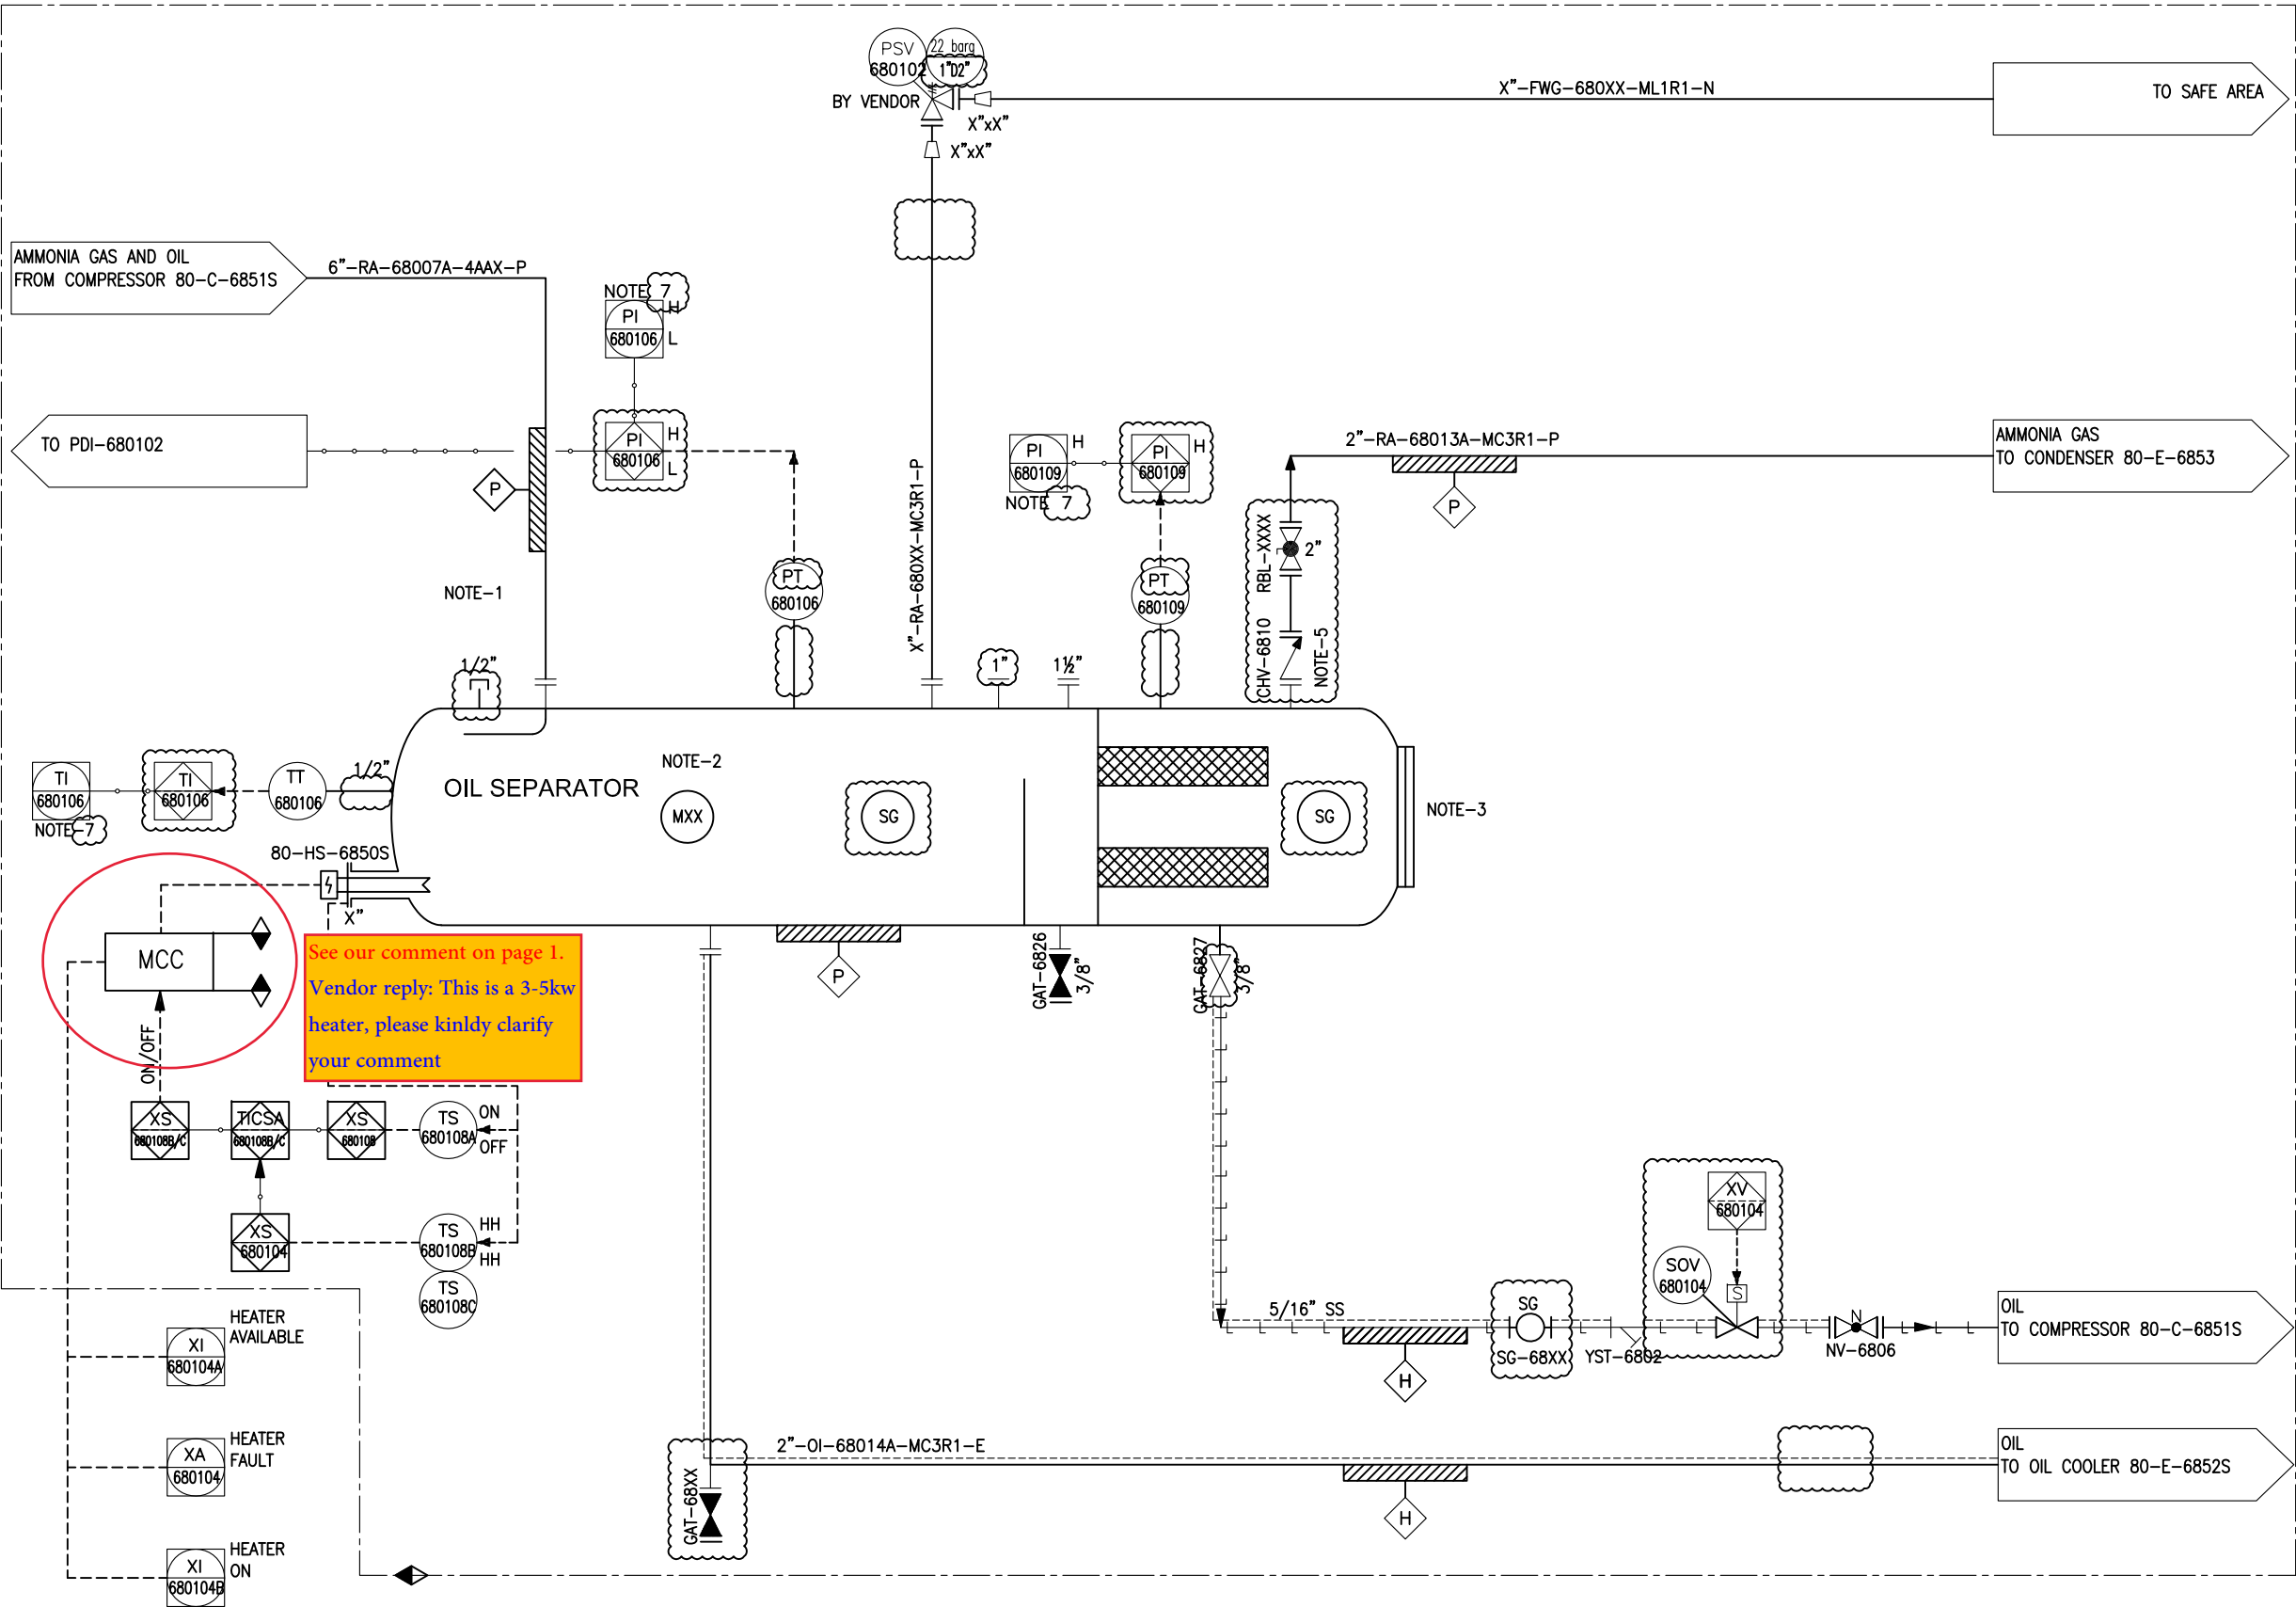 PSV
680102
22 barg
1"D2"
BY VENDOR
X"xX"
X"xX"
X"-FWG-680XX-ML1R1-N
TO SAFE AREA
AMMONIA GAS AND OIL
FROM COMPRESSOR 80-C-6851S
6"-RA-68007A-4AAX-P
NOTE 7
PI
680106
H
L
TO PDI-680102
P
PI
680106
H
L
X"-RA-680XX-MC3R1-P
PI
680109
H
NOTE 7
PI
680109
H
2"-RA-68013A-MC3R1-P
P
AMMONIA GAS
TO CONDENSER 80-E-6853
RBL-XXXX
2"
CHV-6810
NOTE-5
NOTE-1
PT
680106
PT
680109
1/2"
1"
1½"
TI
680106
NOTE-7
TI
680106
TT
680106
1/2"
OIL SEPARATOR
NOTE-2
MXX
SG
SG
NOTE-3
80-HS-6850S
X"
MCC
ON/OFF
See our comment on page 1.
Vendor reply: This is a 3-5kw
heater, please kinldy clarify
your comment
P
GAT-6826
3/8"
GAT-6827
3/8"
XS
680108B/C
TICSA
680108B/C
XS
680108
TS
680108A
ON
OFF
XS
680104
TS
680108B
HH
HH
TS
680108C
HEATER
AVAILABLE
XI
680104A
HEATER
FAULT
XA
680104
HEATER
ON
XI
680104B
XV
680104
SOV
680104
S
5/16" SS
H
SG
SG-68XX
YST-6802
N
NV-6806
OIL
TO COMPRESSOR 80-C-6851S
GAT-68XX
2"-OI-68014A-MC3R1-E
H
OIL
TO OIL COOLER 80-E-6852S